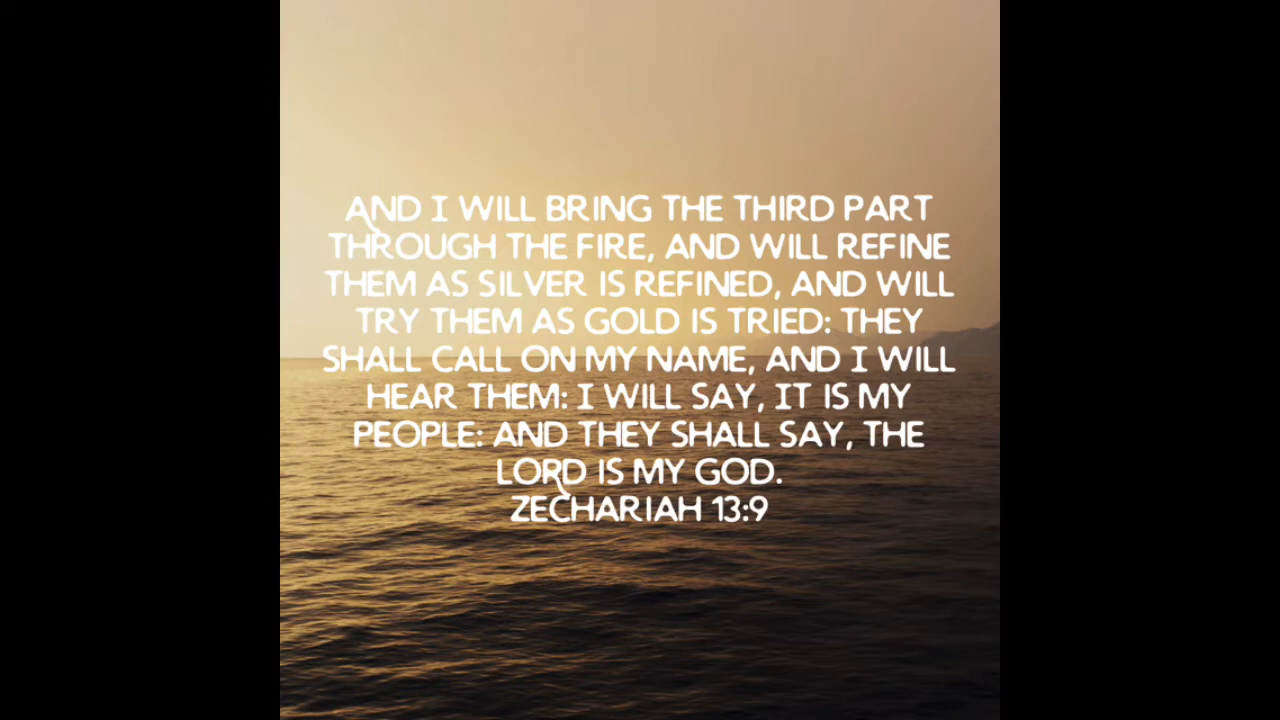 AND I WILL BRING THE THIRD PART
THROUGH THE FIRE, AND WILL REFINE
THEM AS SILVER IS REFINED, AND WILL
TRY THEM AS GOLD IS TRIED: THEY
SHALL CALL ON MY NAME, AND I WILL
HEAR THEM: I WILL SAY, IT IS MY
PEOPLE: AND THEY SHALL SAY, THE
LORD IS MY GOD.
ZECHARIAH 13:9